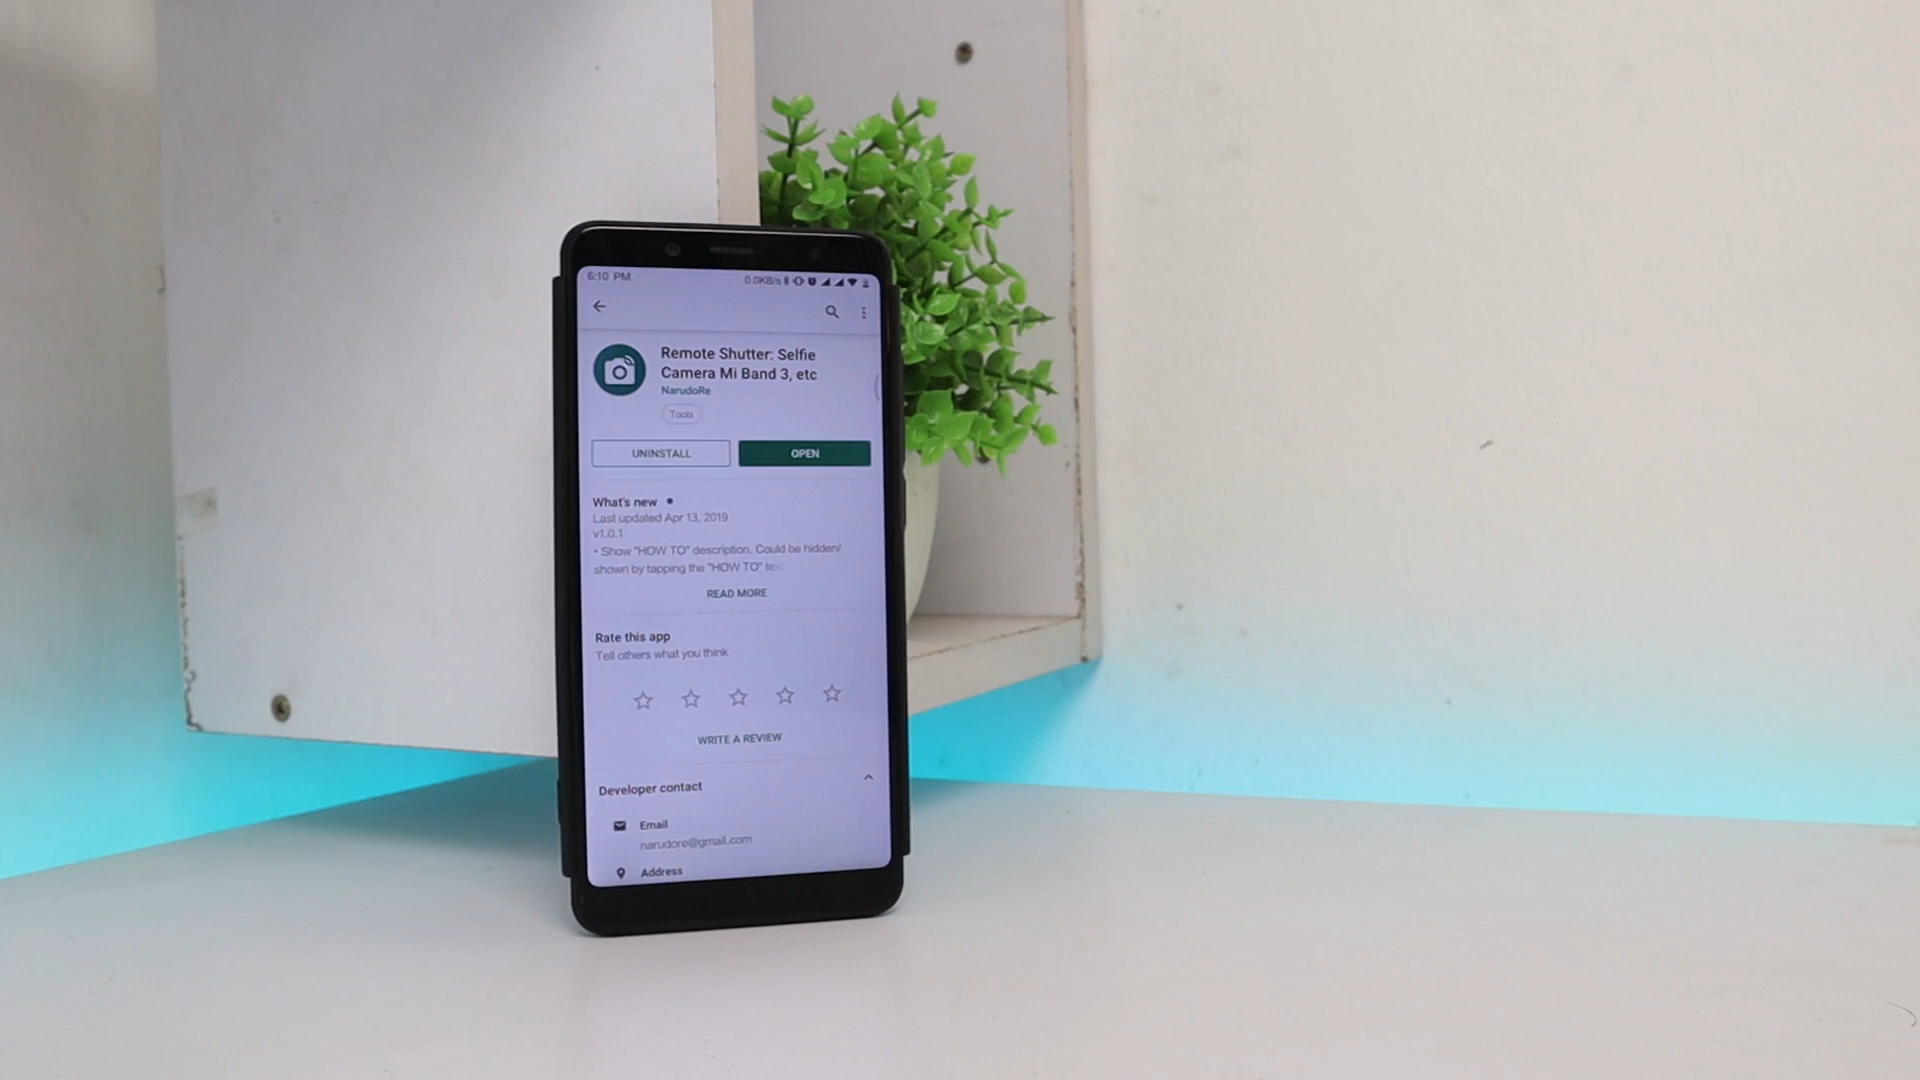 6:10 PM
0.0KB/s
Remote Shutter: Selfie
Camera Mi Band 3, etc
NarudoRe
Tools
UNINSTALL
OPEN
What's new
Last updated Apr 13, 2019
v1.0.1
• Show "HOW TO" description. Could be hidden/
shown by tapping the "HOW TO" tex
READ MORE
Rate this app
Tell others what you think
WRITE A REVIEW
Developer contact
Email
narudore@gmail.com
Address